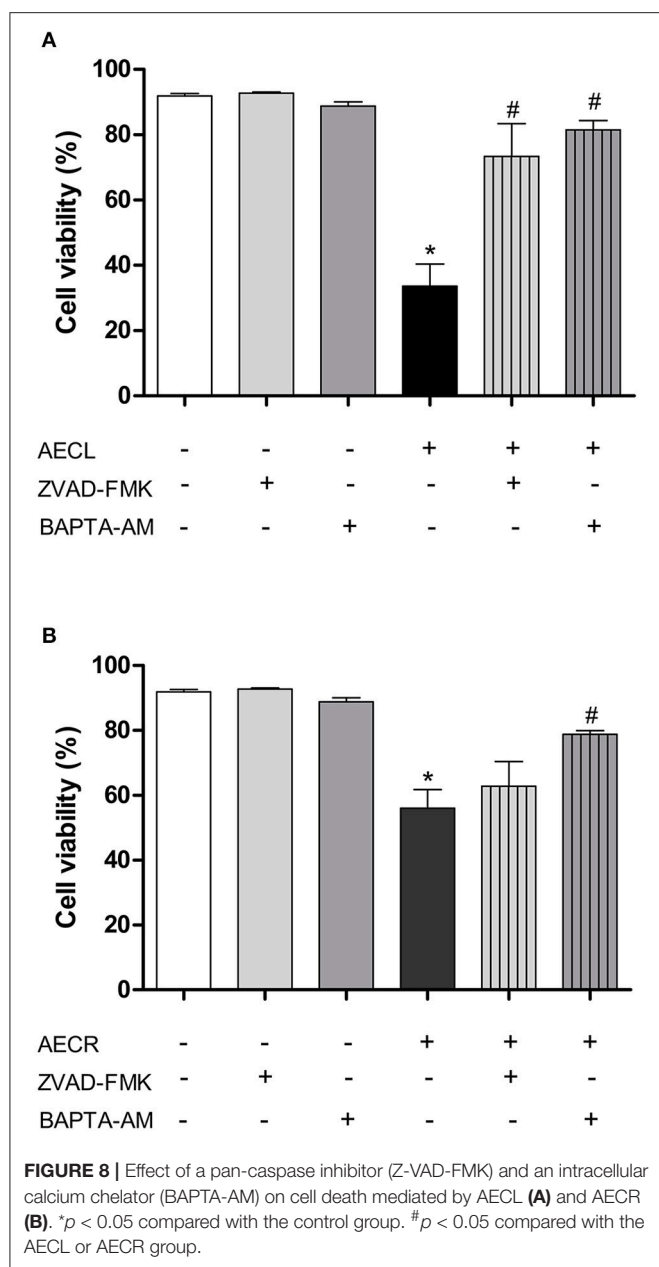 A
Cell viability (%)
100
80
60
40
20
0
*
#
#
AECL - - - + + +
ZVAD-FMK - + - - + -
BAPTA-AM - - + - - +
B
Cell viability (%)
100
80
60
40
20
0
*
#
AECR - - - + + +
ZVAD-FMK - + - - + -
BAPTA-AM - - + - - +
FIGURE 8 | Effect of a pan-caspase inhibitor (Z-VAD-FMK) and an intracellular
calcium chelator (BAPTA-AM) on cell death mediated by AECL (A) and AECR
(B). *p < 0.05 compared with the control group. #p < 0.05 compared with the
AECL or AECR group.